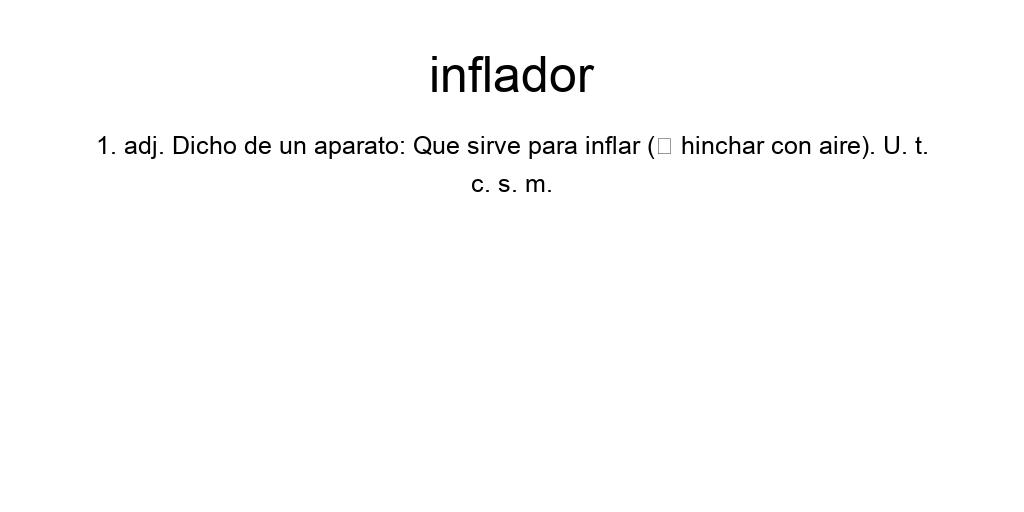 inflador
1. adj. Dicho de un aparato: Que sirve para inflar (□ hinchar con aire). U. t.
c. s. m.